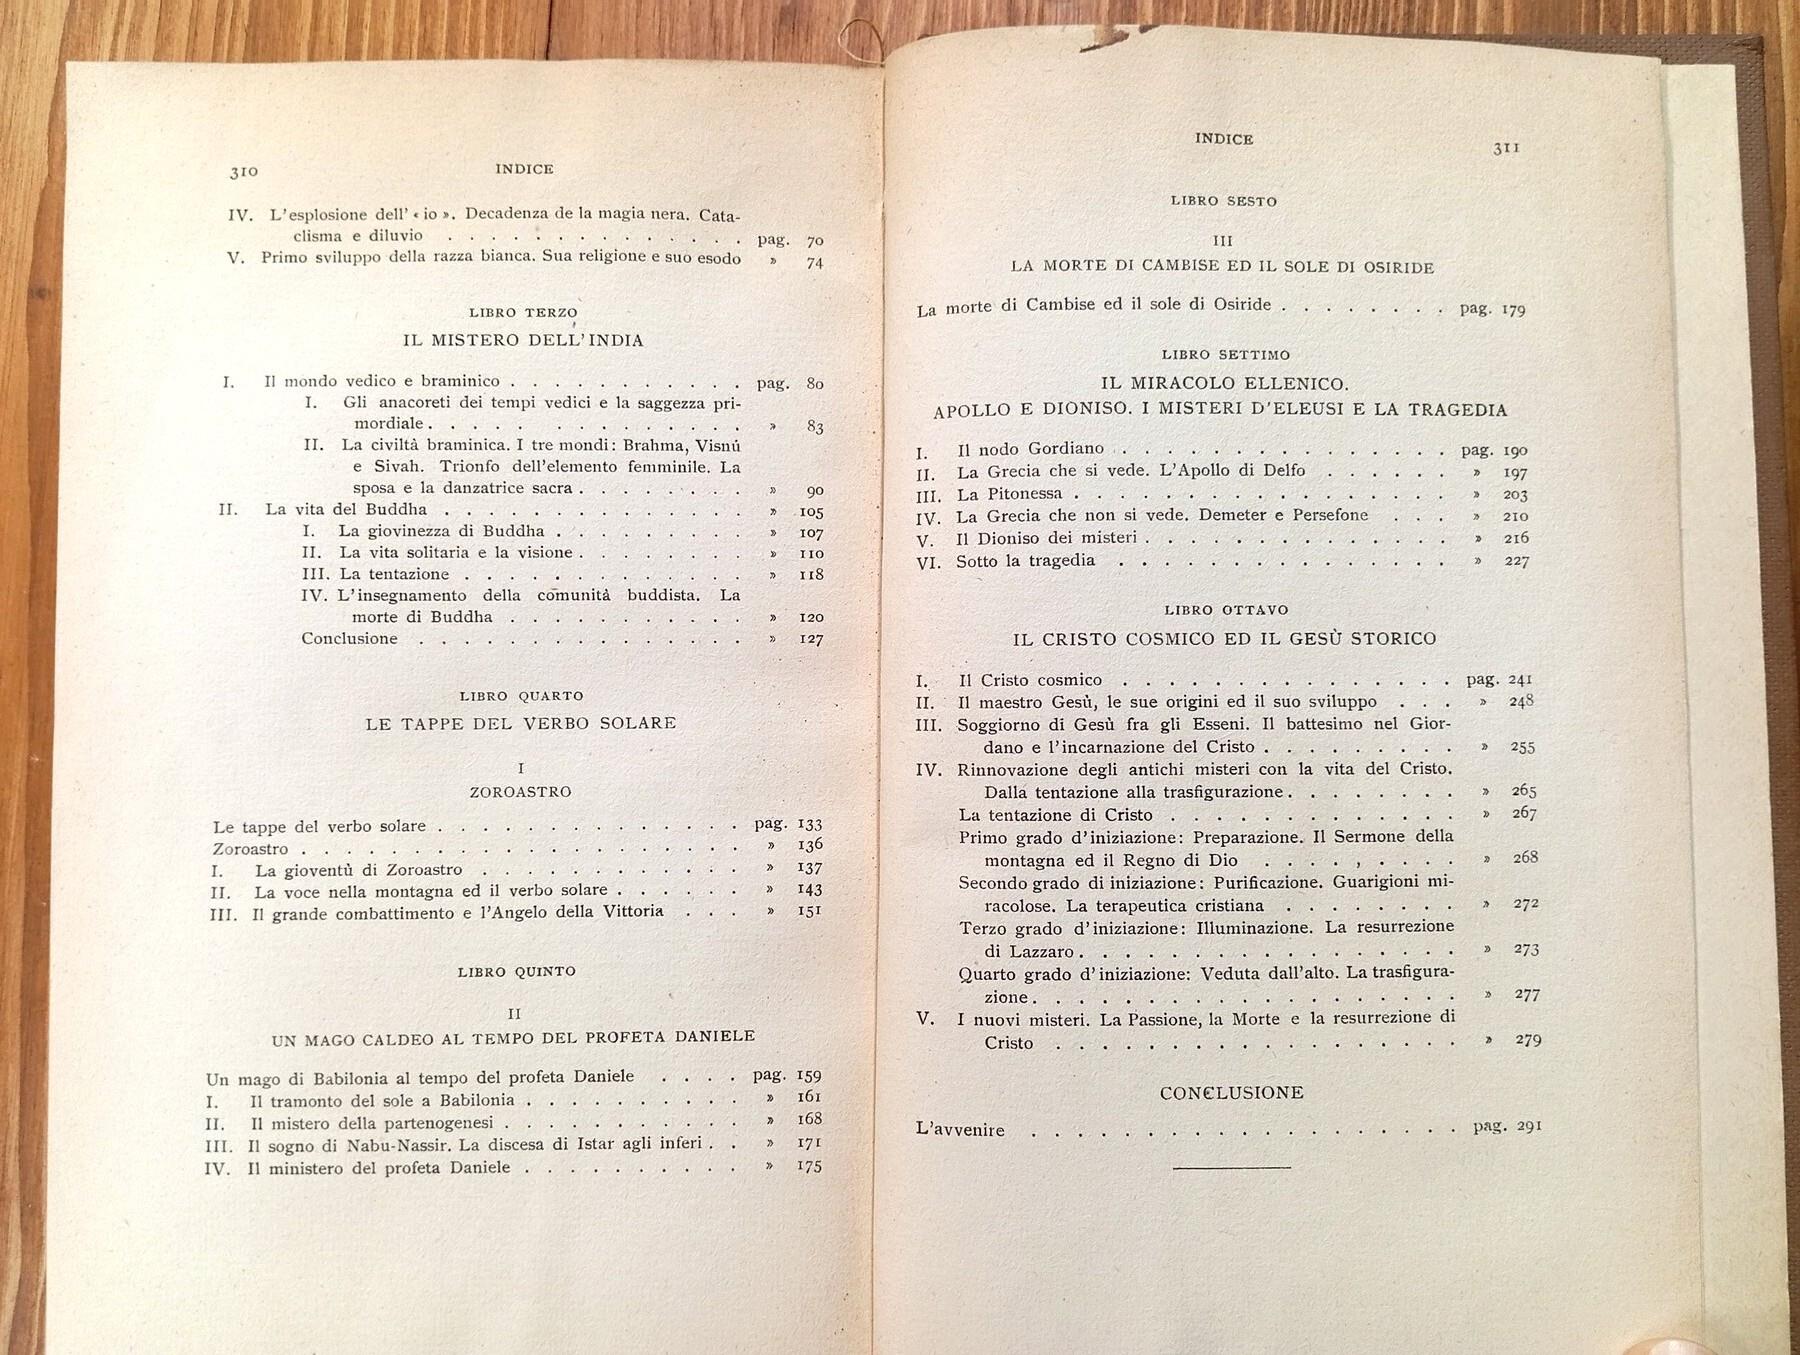 310 INDICE
IV. L'esplosione dell' « io ». Decadenza de la magia nera. Cata-
clisma e diluvio . . . . . . . . . . . . . . pag. 70
V. Primo sviluppo della razza bianca. Sua religione e suo esodo » 74
LIBRO TERZO
IL MISTERO DELL'INDIA
I. Il mondo vedico e braminico . . . . . . . . . . . pag. 80
I. Gli anacoreti dei tempi vedici e la saggezza pri-
mordiale . . . . . . . . . . . . . . » 83
II. La civiltà braminica. I tre mondi: Brahma, Visnú
e Sivah. Trionfo dell'elemento femminile. La
sposa e la danzatrice sacra . . . . . . . . » 90
II. La vita del Buddha . . . . . . . . . . . . . . » 105
I. La giovinezza di Buddha . . . . . . . . . » 107
II. La vita solitaria e la visione . . . . . . . . » 110
III. La tentazione . . . . . . . . . . . . . » 118
IV. L'insegnamento della comunità buddista. La
morte di Buddha . . . . . . . . . . . » 120
Conclusione . . . . . . . . . . . . . . . » 127
LIBRO QUARTO
LE TAPPE DEL VERBO SOLARE
I
ZOROASTRO
Le tappe del verbo solare . . . . . . . . . . . . . . pag. 133
Zoroastro . . . . . . . . . . . . . . . . . . . . » 136
I. La gioventù di Zoroastro . . . . . . . . . . . . » 137
II. La voce nella montagna ed il verbo solare . . . . . . » 143
III. Il grande combattimento e l'Angelo della Vittoria . . . » 151
LIBRO QUINTO
II
UN MAGO CALDEO AL TEMPO DEL PROFETA DANIELE
Un mago di Babilonia al tempo del profeta Daniele . . . . pag. 159
I. Il tramonto del sole a Babilonia . . . . . . . . . . » 161
II. Il mistero della partenogenesi . . . . . . . . . . . » 168
III. Il sogno di Nabu-Nassir. La discesa di Istar agli inferi . . » 171
IV. Il ministero del profeta Daniele . . . . . . . . . . » 175
INDICE 311
LIBRO SESTO
III
LA MORTE DI CAMBISE ED IL SOLE DI OSIRIDE
La morte di Cambise ed il sole di Osiride . . . . . . . . pag. 179
LIBRO SETTIMO
IL MIRACOLO ELLENICO.
APOLLO E DIONISO. I MISTERI D'ELEUSI E LA TRAGEDIA
I. Il nodo Gordiano . . . . . . . . . . . . . . . pag. 190
II. La Grecia che si vede. L'Apollo di Delfo . . . . . . » 197
III. La Pitonessa . . . . . . . . . . . . . . . . . » 203
IV. La Grecia che non si vede. Demeter e Persefone . . . » 210
V. Il Dioniso dei misteri . . . . . . . . . . . . . . » 216
VI. Sotto la tragedia . . . . . . . . . . . . . . . » 227
LIBRO OTTAVO
IL CRISTO COSMICO ED IL GESÙ STORICO
I. Il Cristo cosmico . . . . . . . . . . . . . . . pag. 241
II. Il maestro Gesù, le sue origini ed il suo sviluppo . . . » 248
III. Soggiorno di Gesù fra gli Esseni. Il battesimo nel Gior-
dano e l'incarnazione del Cristo . . . . . . . . . » 255
IV. Rinnovazione degli antichi misteri con la vita del Cristo.
Dalla tentazione alla trasfigurazione . . . . . . . . » 265
La tentazione di Cristo . . . . . . . . . . . . . » 267
Primo grado d'iniziazione: Preparazione. Il Sermone della
montagna ed il Regno di Dio . . . . , . . . . » 268
Secondo grado di iniziazione: Purificazione. Guarigioni mi-
racolose. La terapeutica cristiana . . . . . . . . » 272
Terzo grado d'iniziazione: Illuminazione. La resurrezione
di Lazzaro . . . . . . . . . . . . . . . . . » 273
Quarto grado d'iniziazione: Veduta dall'alto. La trasfigura-
zione . . . . . . . . . . . . . . . . . . . » 277
V. I nuovi misteri. La Passione, la Morte e la resurrezione di
Cristo . . . . . . . . . . . . . . . . . . » 279
CONCLUSIONE
L'avvenire . . . . . . . . . . . . . . . . . . . pag. 291